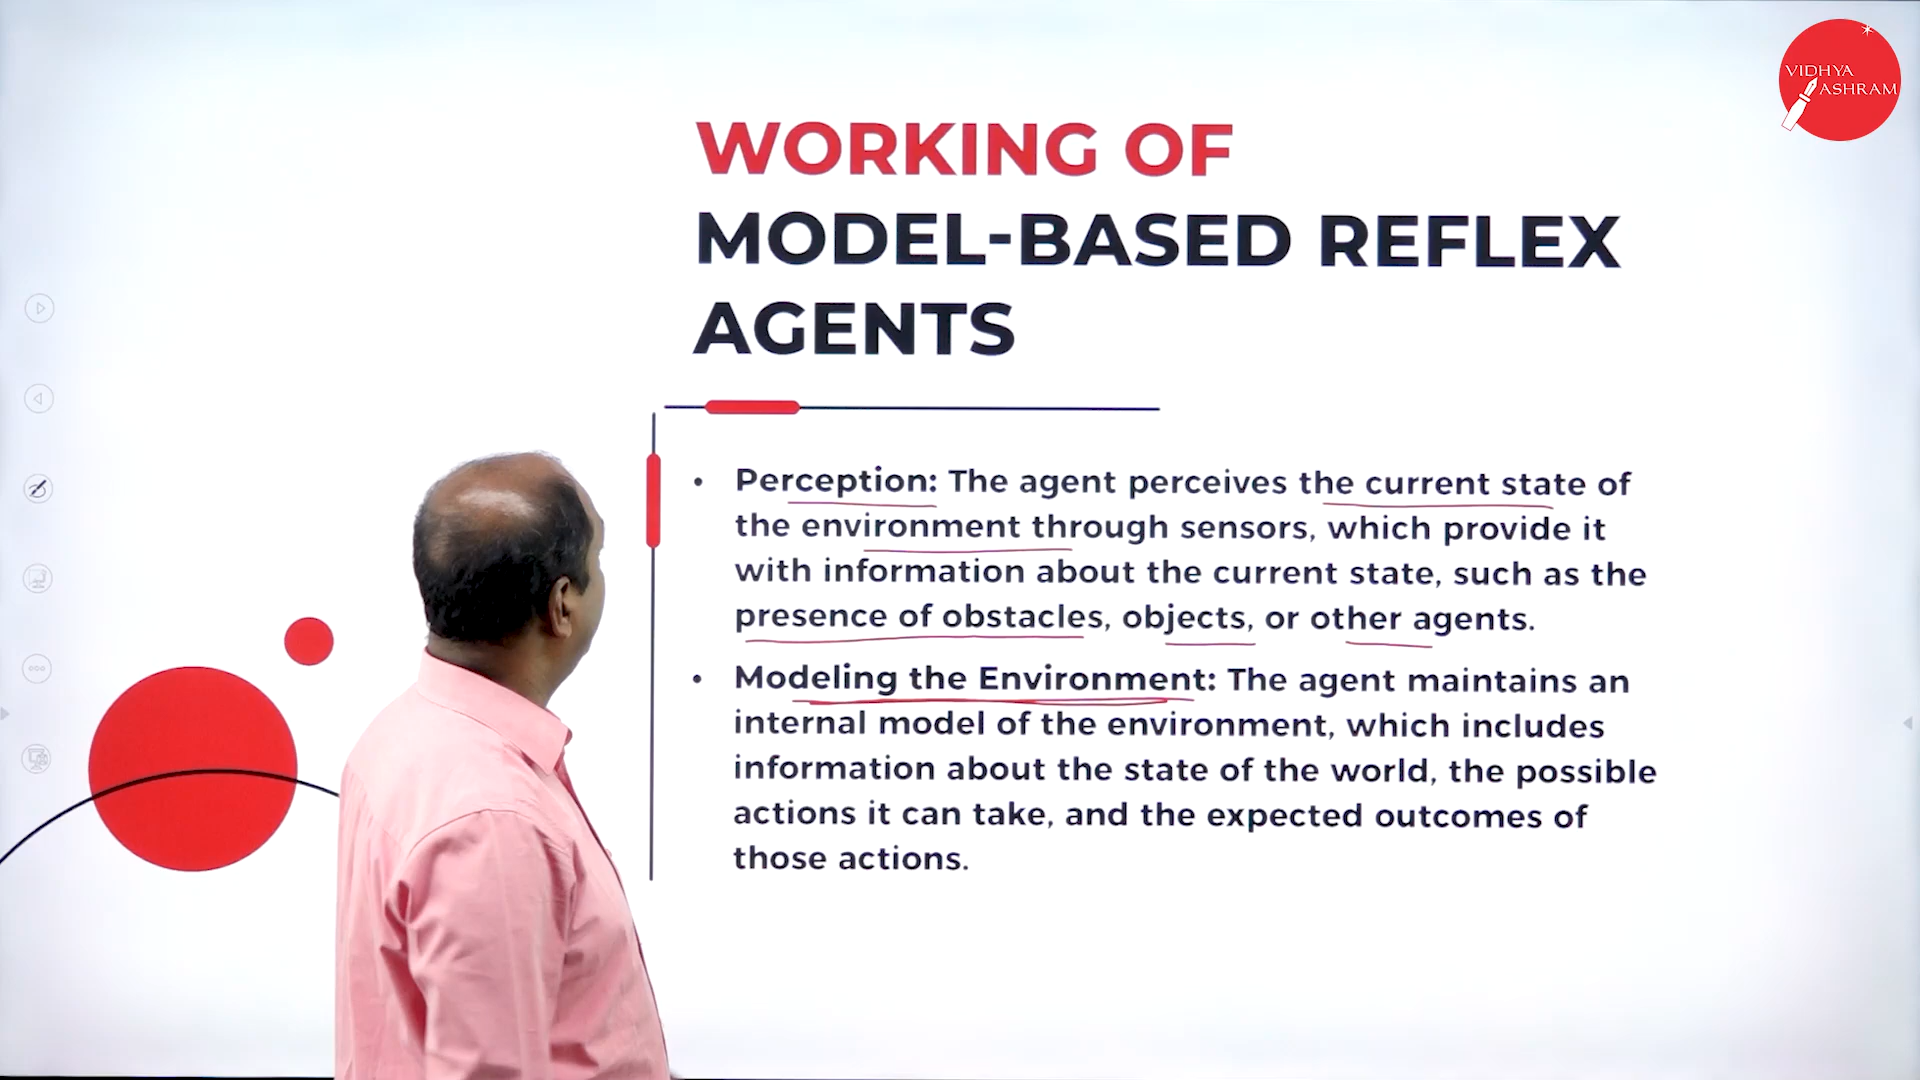 VIDHYA
ASHRAM
WORKING OF
MODEL-BASED REFLEX
AGENTS
• Perception: The agent perceives the current state of
the environment through sensors, which provide it
with information about the current state, such as the
presence of obstacles, objects, or other agents.
• Modeling the Environment: The agent maintains an
internal model of the environment, which includes
information about the state of the world, the possible
actions it can take, and the expected outcomes of
those actions.